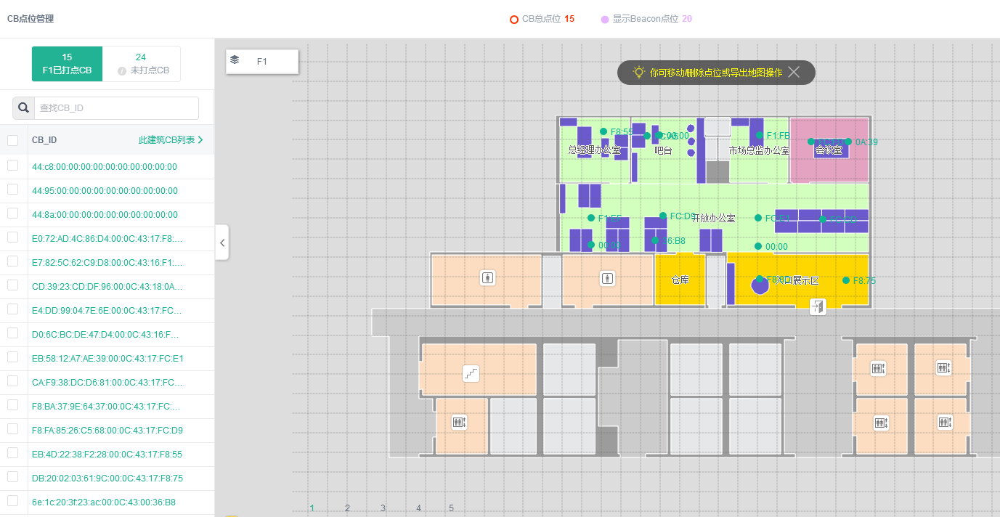 CB点位管理
CB总点位 15
显示Beacon点位 20
15
F1已打点CB
24
未打点CB
F1
你可移动/删除点位或导出地图操作
查找CB_ID
CB_ID
此建筑CB列表
44:c8:00:00:00:00:00:00:00:00:00:00
44:95:00:00:00:00:00:00:00:00:00:00
44:8a:00:00:00:00:00:00:00:00:00:00
E0:72:AD:4C:86:D4:00:0C:43:17:F8:...
E7:82:5C:62:C9:D8:00:0C:43:16:F1:...
CD:39:23:CD:DF:96:00:0C:43:18:0A...
E4:DD:99:04:7E:6E:00:0C:43:17:FC...
D0:6C:BC:DE:47:D4:00:0C:43:16:F...
EB:58:12:A7:AE:39:00:0C:43:17:FC:E1
CA:F9:38:DC:D6:81:00:0C:43:17:FC...
F8:BA:37:9E:64:37:00:0C:43:17:FC:...
F8:FA:85:26:C5:68:00:0C:43:17:FC:D9
EB:4D:22:38:F2:28:00:0C:43:17:F8:55
DB:20:02:03:61:9C:00:0C:43:17:F8:75
6e:1c:20:3f:23:ac:00:0C:43:00:36:B8
F8:55
00:00
F1:FB
0A:39
总经理办公室
吧台
市场总监办公室
会议室
F1:EF
FC:D9
开放办公室
FC:E1
FC:CD
00:00
36:B8
00:00
仓库
入口展示区
F8:75
1 2 3 4 5